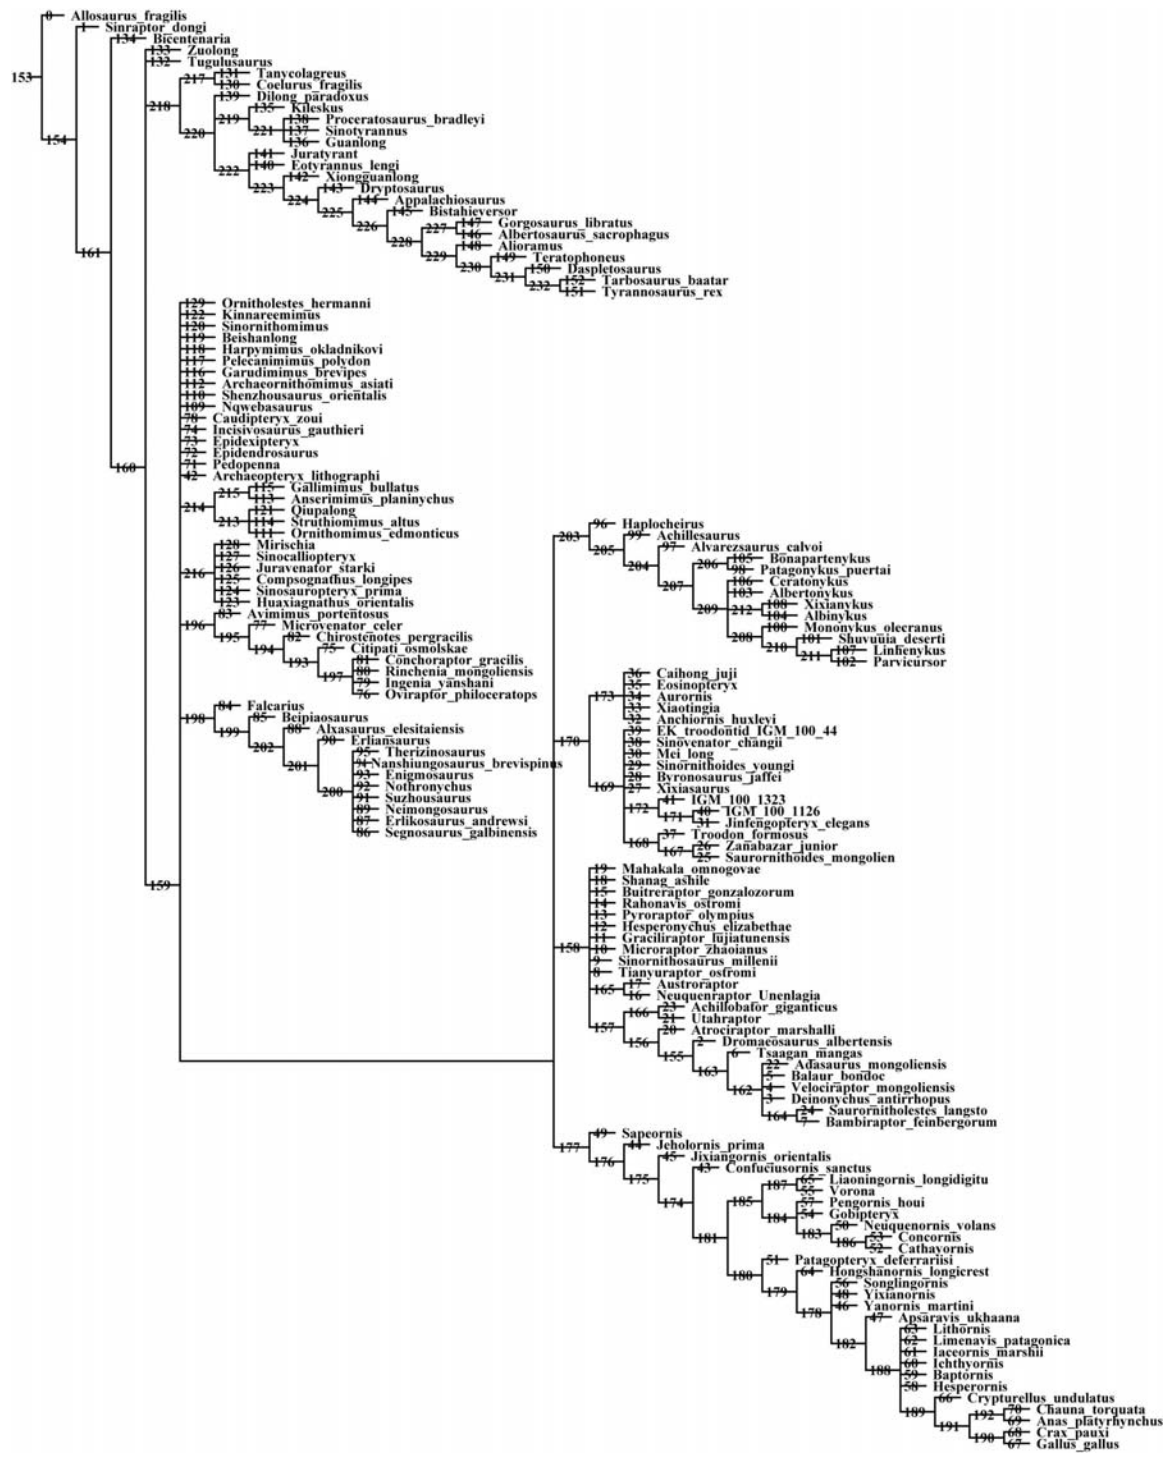 0 Allosaurus_fragilis
1 Sinraptor_dongi
134 Bicentenaria
133 Zuolong
132 Tugulusaurus
153
131 Tanycolagreus
217
130 Coelurus_fragilis
139 Dilong_paradoxus
218
135 Kileskus
219
138 Proceratosaurus_bradleyi
221 137 Sinotyrannus
220
154
136 Guanlong
141 Juratyrant
140 Eotyrannus_lengi
222
142 Xiongguanlong
223
143 Dryptosaurus
224
144 Appalachiosaurus
225
145 Bistahieversor
226
147 Gorgosaurus_libratus
227
146 Albertosaurus_sacrophagus
228
148 Alioramus
161
229
149 Teratophoneus
230
150 Daspletosaurus
231
152 Tarbosaurus_baatar
232
151 Tyrannosaurus_rex
129 Ornitholestes_hermanni
122 Kinnareemimus
120 Sinornithomimus
119 Beishanlong
118 Harpymimus_okladnikovi
117 Pelecanimimus_polydon
116 Garudimimus_brevipes
112 Archaeornithomimus_asiati
110 Shenzhousaurus_orientalis
109 Nqwebasaurus
78 Caudipteryx_zoui
74 Incisivosaurus_gauthieri
73 Epidexipteryx
72 Epidendrosaurus
71 Pedopenna
160
42 Archaeopteryx_lithographi
115 Gallimimus_bullatus
215
113 Anserimimus_planinychus
214
121 Qiupalong
213 114 Struthiomimus_altus
111 Ornithomimus_edmonticus
128 Mirischia
127 Sinocalliopteryx
126 Juravenator_starki
216
125 Compsognathus_longipes
124 Sinosauropteryx_prima
123 Huaxiagnathus_orientalis
83 Avimimus_portentosus
196
77 Microvenator_celer
195
82 Chirostenotes_pergracilis
194
75 Citipati_osmolskae
193
81 Conchoraptor_gracilis
80 Rinchenia_mongoliensis
197
79 Ingenia_yanshani
76 Oviraptor_philoceratops
84 Falcarius
198
85 Beipiaosaurus
199
88 Alxasaurus_elesitaiensis
202
90 Erliansaurus
95 Therizinosaurus
201
94 Nanshiungosaurus_brevispinus
93 Enigmosaurus
92 Nothronychus
200
91 Suzhousaurus
89 Neimongosaurus
87 Erlikosaurus_andrewsi
86 Segnosaurus_galbinensis
159
96 Haplocheirus
203
99 Achillesaurus
205
97 Alvarezsaurus_calvoi
204
105 Bonapartenykus
206
98 Patagonykus_puertai
207
106 Ceratonykus
103 Albertonykus
209
108 Xixianykus
212
104 Albinykus
100 Mononykus_olecranus
208
101 Shuvuuia_deserti
210
107 Linhenykus
211
102 Parvicursor
36 Caihong_juji
35 Eosinopteryx
173 34 Aurornis
33 Xiaotingia
32 Anchiornis_huxleyi
39 EK_troodontid_IGM_100_44
170
38 Sinovenator_changii
30 Mei_long
29 Sinornithoides_youngi
28 Byronosaurus_jaffei
169 27 Xixiasaurus
41 IGM_100_1323
172
40 IGM_100_1126
171
31 Jinfengopteryx_elegans
37 Troodon_formosus
168
26 Zanabazar_junior
167
25 Saurornithoides_mongolien
19 Mahakala_omnogovae
18 Shanag_ashile
15 Buitreraptor_gonzalozorum
14 Rahonavis_ostromi
13 Pyroraptor_olympius
12 Hesperonychus_elizabethae
11 Graciliraptor_lujiatunensis
158
10 Microraptor_zhaoianus
9 Sinornithosaurus_millenii
8 Tianyuraptor_ostromi
17 Austroraptor
165
16 Neuquenraptor_Unenlagia
23 Achillobator_giganticus
166
21 Utahraptor
157
20 Atrociraptor_marshalli
156
2 Dromaeosaurus_albertensis
155
6 Tsaagan_mangas
163
22 Adasaurus_mongoliensis
5 Balaur_bondoc
162
4 Velociraptor_mongoliensis
3 Deinonychus_antirrhopus
24 Saurornitholestes_langsto
164
7 Bambiraptor_feinbergorum
49 Sapeornis
177
44 Jeholornis_prima
176
45 Jixiangornis_orientalis
175
43 Confuciusornis_sanctus
65 Liaoningornis_longidigitu
187
55 Vorona
174
185
57 Pengornis_houi
184
54 Gobipteryx
50 Neuquenornis_volans
183
53 Concornis
181
186
52 Cathayornis
51 Patagopteryx_deferrariisi
180
64 Hongshanornis_longicrest
179
56 Songlingornis
48 Yixianornis
46 Yanornis_martini
178
47 Apsaravis_ukhaana
63 Lithornis
182
62 Limenavis_patagonica
61 Iaceornis_marshii
60 Ichthyornis
188
59 Baptornis
58 Hesperornis
66 Crypturellus_undulatus
189
70 Chauna_torquata
192
69 Anas_platyrhynchus
191
68 Crax_pauxi
190
67 Gallus_gallus